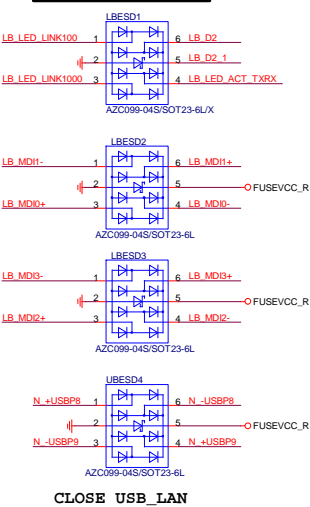 LBESD1
LB_LED_LINK100 1 6 LB_D2
2 5 LB_D2_1
LB_LED_LINK1000 3 4 LB_LED_ACT_TXRX
AZC099-04S/SOT23-6L/X
LBESD2
LB_MDI1- 1 6 LB_MDI1+
2 5 FUSEVCC_R
LB_MDI0+ 3 4 LB_MDI0-
AZC099-04S/SOT23-6L
LBESD3
LB_MDI3- 1 6 LB_MDI3+
2 5 FUSEVCC_R
LB_MDI2+ 3 4 LB_MDI2-
AZC099-04S/SOT23-6L
UBESD4
N_+USBP8 1 6 N_-USBP8
2 5 FUSEVCC_R
N_-USBP9 3 4 N_+USBP9
AZC099-04S/SOT23-6L
CLOSE USB_LAN